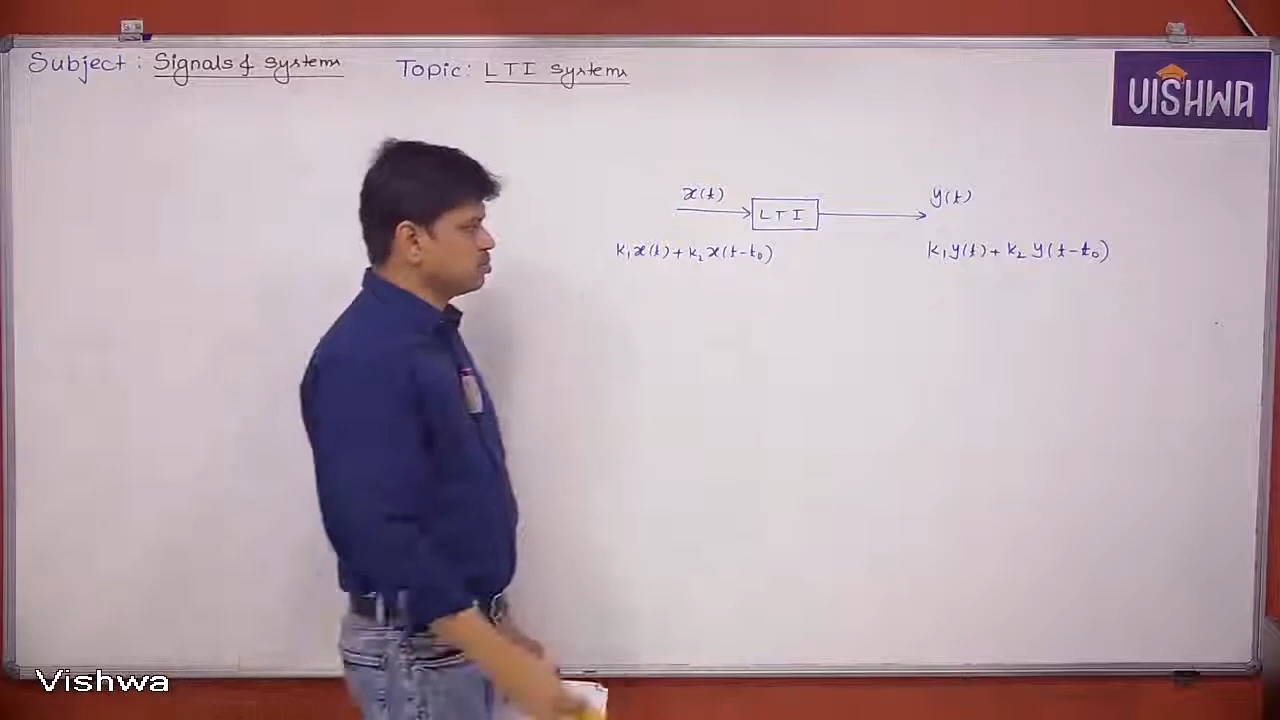 Subject : Signals & Systems Topic: LTI Systems
VISHWA
x(t) LTI y(t)
k₁x(t)+k₂x(t-t₀) k₁y(t)+k₂y(t-t₀)
Vishwa